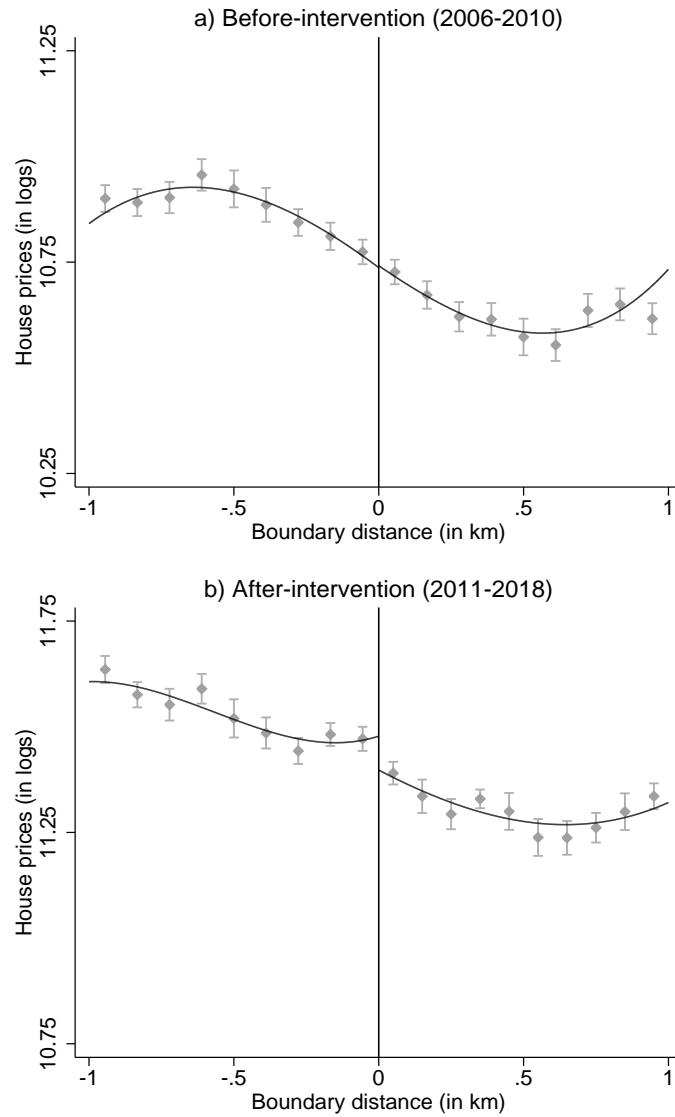 a) Before-intervention (2006-2010)
11.25
10.75
10.25
House prices (in logs)
-1 -.5 0 .5 1
Boundary distance (in km)
b) After-intervention (2011-2018)
11.75
11.25
10.75
House prices (in logs)
-1 -.5 0 .5 1
Boundary distance (in km)